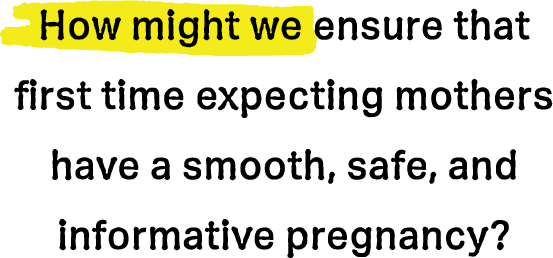 How might we ensure that
first time expecting mothers
have a smooth, safe, and
informative pregnancy?